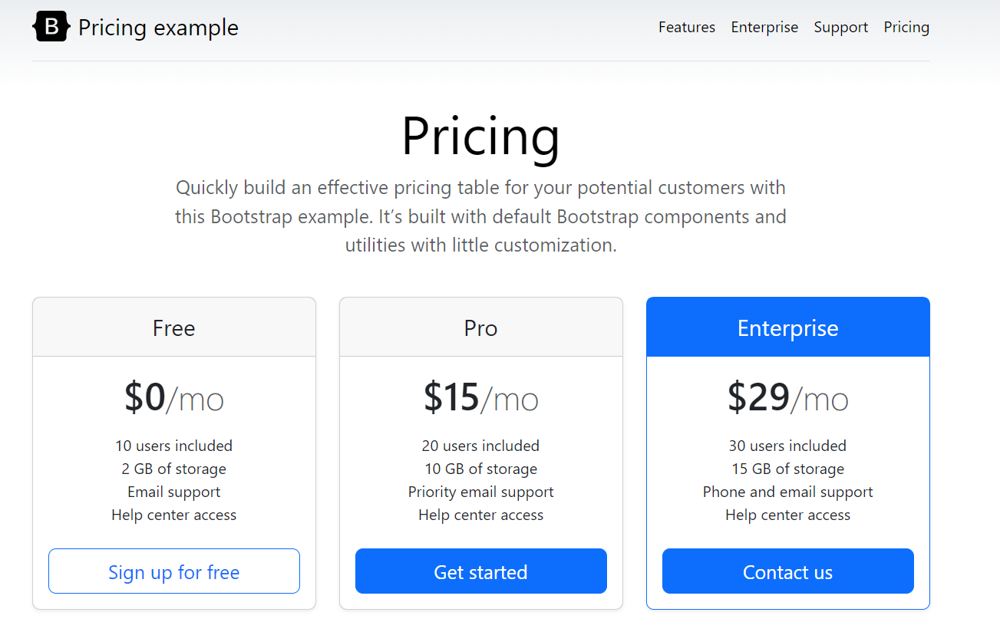 B Pricing example
Features Enterprise Support Pricing
Pricing
Quickly build an effective pricing table for your potential customers with
this Bootstrap example. It’s built with default Bootstrap components and
utilities with little customization.
Free
$0/mo
10 users included
2 GB of storage
Email support
Help center access
Sign up for free
Pro
$15/mo
20 users included
10 GB of storage
Priority email support
Help center access
Get started
Enterprise
$29/mo
30 users included
15 GB of storage
Phone and email support
Help center access
Contact us